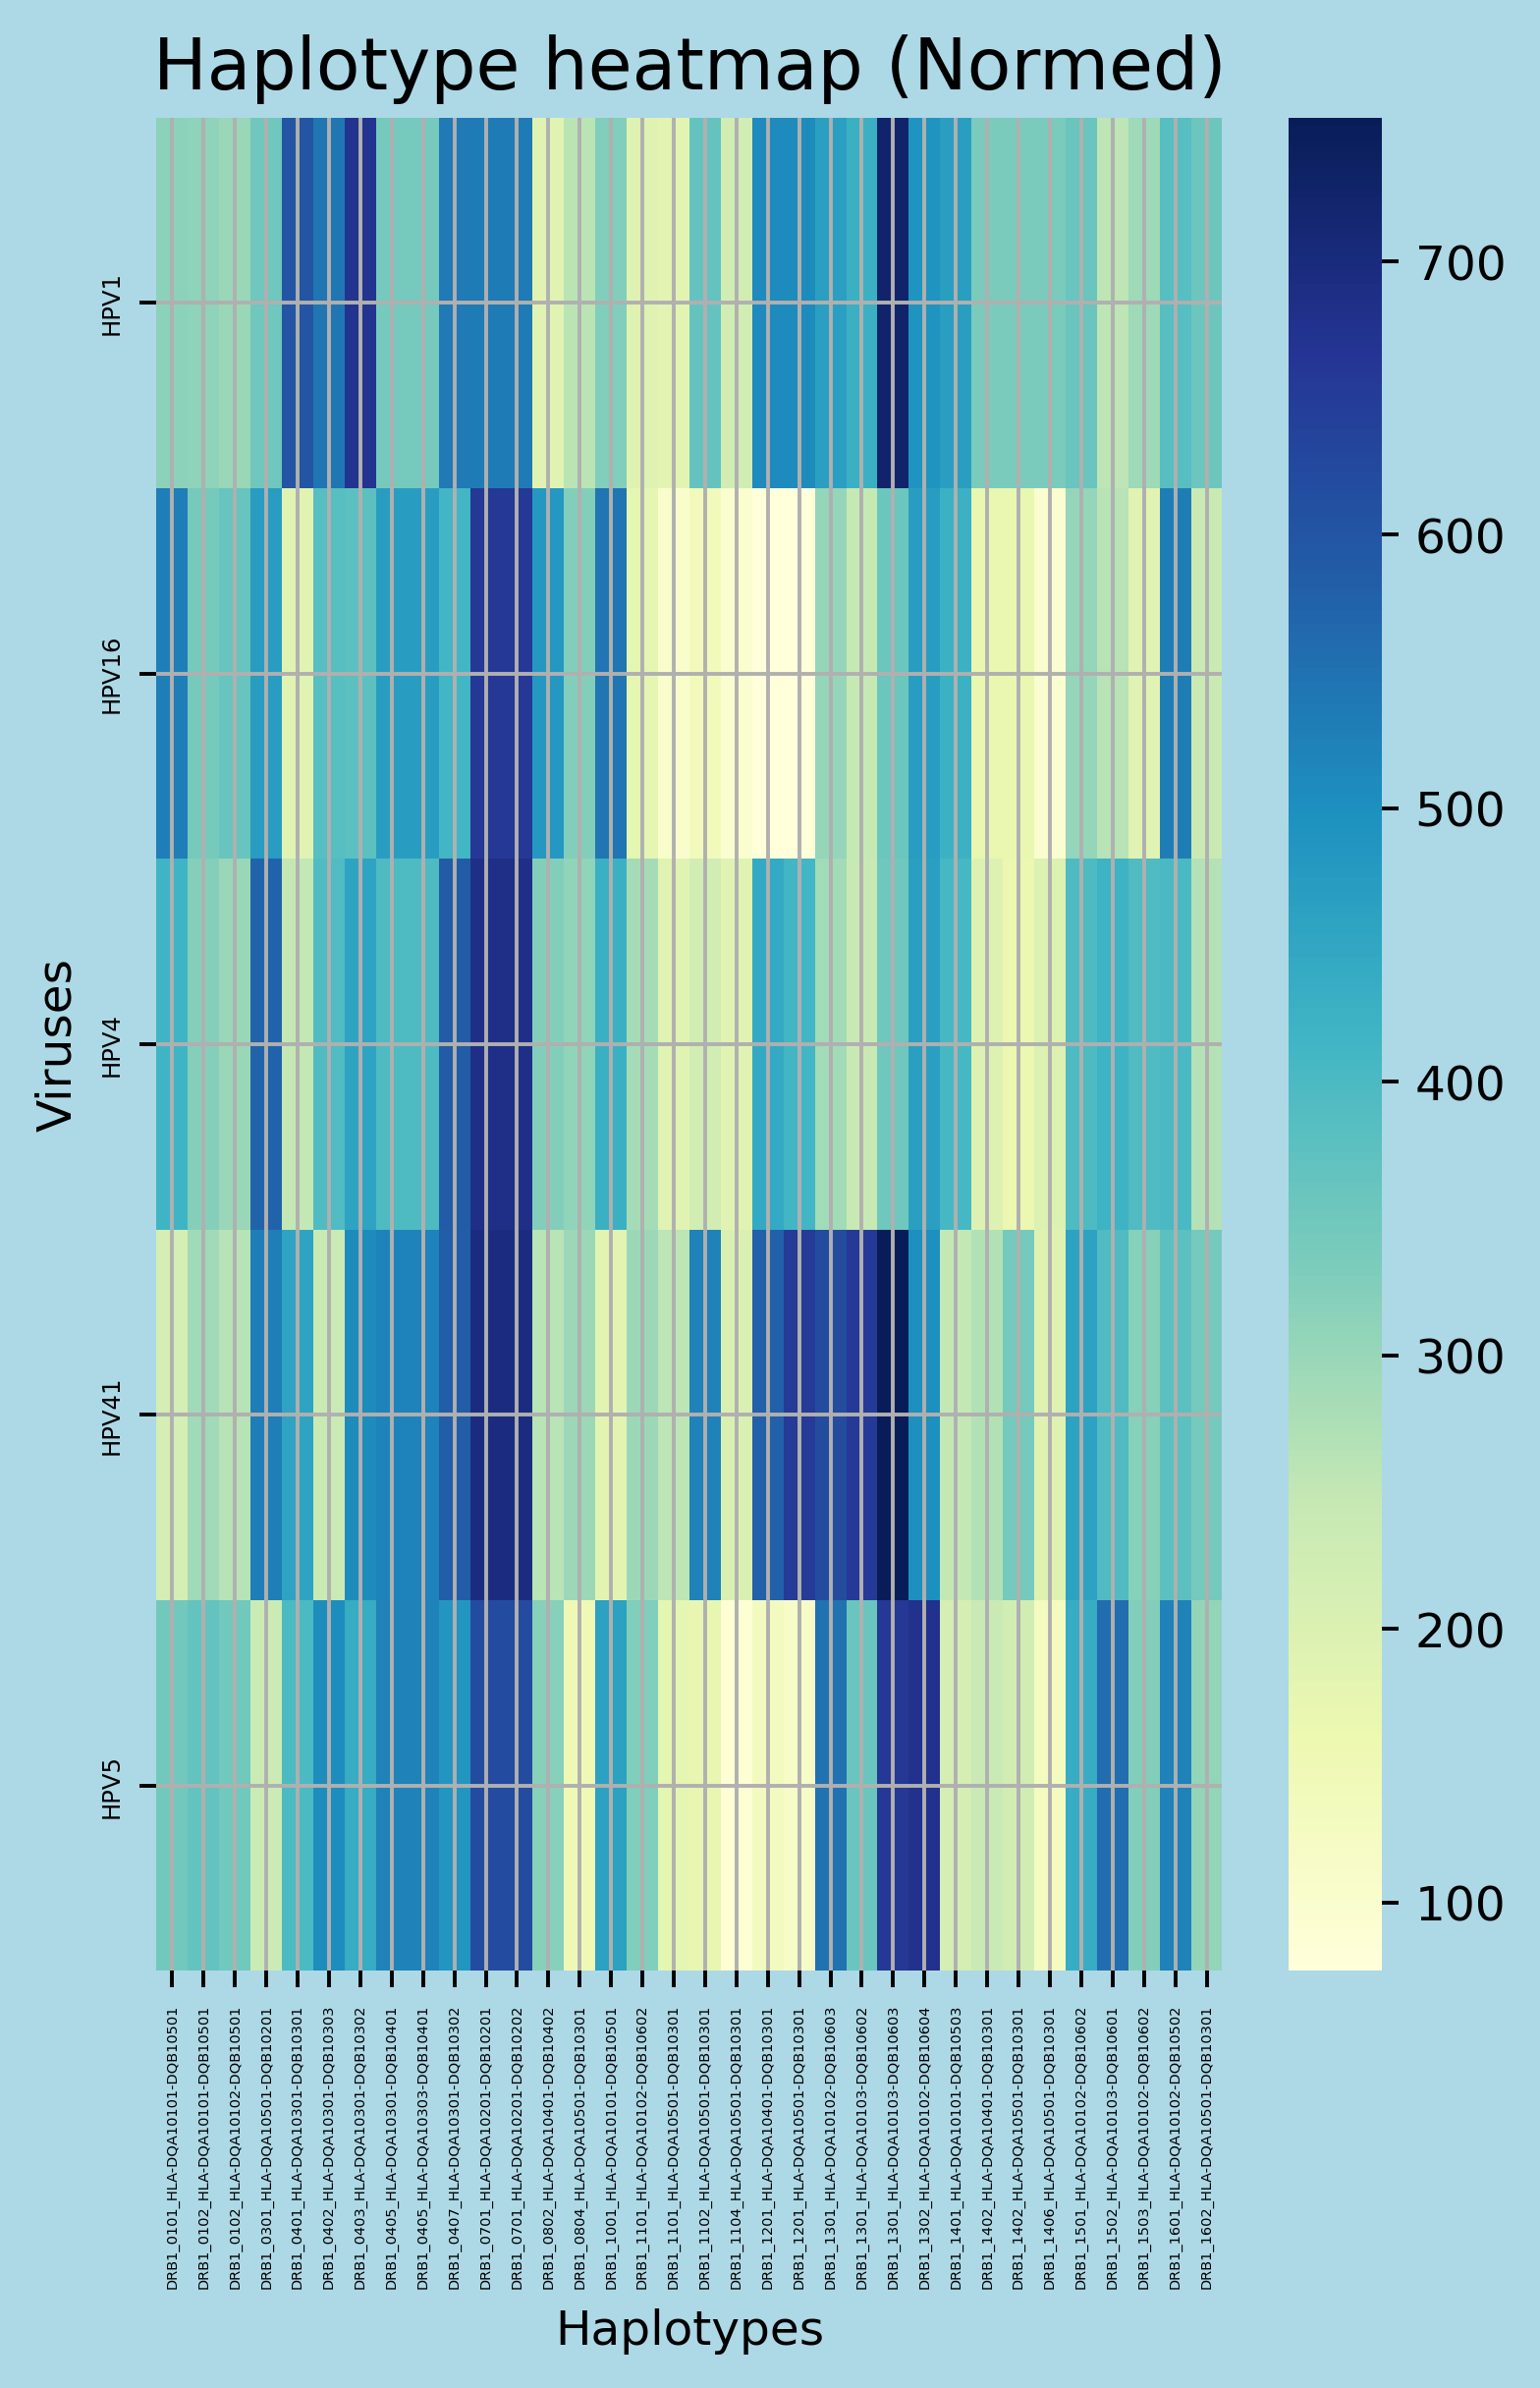 Haplotype heatmap (Normed)
HPV1
HPV16
HPV4
HPV41
HPV5
Viruses
700
600
500
400
300
200
100
DRB1_0101_HLA-DQA10101-DQB10501
DRB1_0102_HLA-DQA10101-DQB10501
DRB1_0102_HLA-DQA10102-DQB10501
DRB1_0301_HLA-DQA10501-DQB10201
DRB1_0401_HLA-DQA10301-DQB10301
DRB1_0402_HLA-DQA10301-DQB10303
DRB1_0403_HLA-DQA10301-DQB10302
DRB1_0405_HLA-DQA10301-DQB10401
DRB1_0405_HLA-DQA10303-DQB10401
DRB1_0407_HLA-DQA10301-DQB10302
DRB1_0701_HLA-DQA10201-DQB10201
DRB1_0701_HLA-DQA10201-DQB10202
DRB1_0802_HLA-DQA10401-DQB10402
DRB1_0804_HLA-DQA10501-DQB10301
DRB1_1001_HLA-DQA10101-DQB10501
DRB1_1101_HLA-DQA10102-DQB10602
DRB1_1101_HLA-DQA10501-DQB10301
DRB1_1102_HLA-DQA10501-DQB10301
DRB1_1104_HLA-DQA10501-DQB10301
DRB1_1201_HLA-DQA10401-DQB10301
DRB1_1201_HLA-DQA10501-DQB10301
DRB1_1301_HLA-DQA10102-DQB10603
DRB1_1301_HLA-DQA10103-DQB10602
DRB1_1301_HLA-DQA10103-DQB10603
DRB1_1302_HLA-DQA10102-DQB10604
DRB1_1401_HLA-DQA10101-DQB10503
DRB1_1402_HLA-DQA10401-DQB10301
DRB1_1402_HLA-DQA10501-DQB10301
DRB1_1406_HLA-DQA10501-DQB10301
DRB1_1501_HLA-DQA10102-DQB10602
DRB1_1502_HLA-DQA10103-DQB10601
DRB1_1503_HLA-DQA10102-DQB10602
DRB1_1601_HLA-DQA10102-DQB10502
DRB1_1602_HLA-DQA10501-DQB10301
Haplotypes